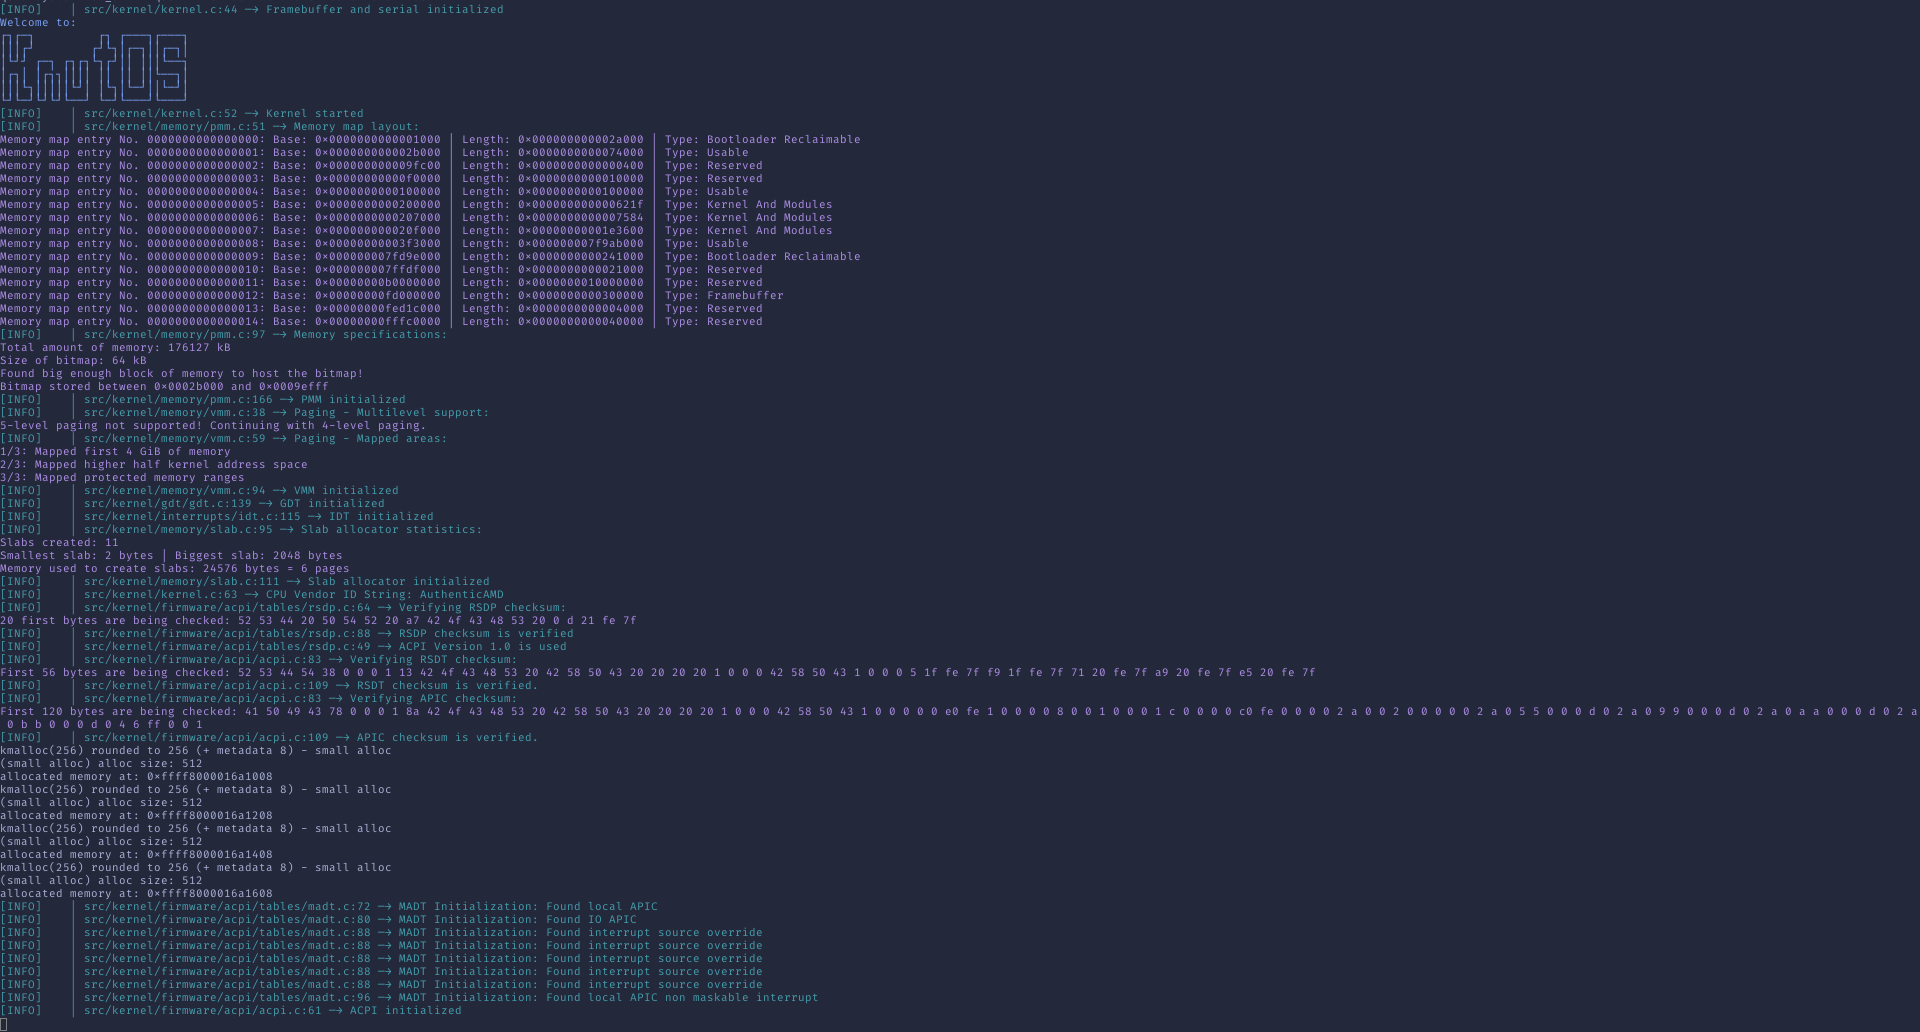 [INFO]    | src/kernel/kernel.c:44 —> Framebuffer and serial initialized
Welcome to:
[INFO]    | src/kernel/kernel.c:52 —> Kernel started
[INFO]    | src/kernel/memory/pmm.c:51 —> Memory map layout:
Memory map entry No. 0000000000000000: Base: 0×0000000000001000 | Length: 0×000000000002a000 | Type: Bootloader Reclaimable
Memory map entry No. 0000000000000001: Base: 0×000000000002b000 | Length: 0×0000000000074000 | Type: Usable
Memory map entry No. 0000000000000002: Base: 0×000000000009fc00 | Length: 0×0000000000000400 | Type: Reserved
Memory map entry No. 0000000000000003: Base: 0×00000000000f0000 | Length: 0×0000000000010000 | Type: Reserved
Memory map entry No. 0000000000000004: Base: 0×0000000000100000 | Length: 0×0000000000100000 | Type: Usable
Memory map entry No. 0000000000000005: Base: 0×0000000000200000 | Length: 0×000000000000621f | Type: Kernel And Modules
Memory map entry No. 0000000000000006: Base: 0×0000000000207000 | Length: 0×0000000000007584 | Type: Kernel And Modules
Memory map entry No. 0000000000000007: Base: 0×000000000020f000 | Length: 0×00000000001e3600 | Type: Kernel And Modules
Memory map entry No. 0000000000000008: Base: 0×00000000003f3000 | Length: 0×000000007f9ab000 | Type: Usable
Memory map entry No. 0000000000000009: Base: 0×000000007fd9e000 | Length: 0×0000000000241000 | Type: Bootloader Reclaimable
Memory map entry No. 0000000000000010: Base: 0×000000007ffdf000 | Length: 0×0000000000021000 | Type: Reserved
Memory map entry No. 0000000000000011: Base: 0×00000000b0000000 | Length: 0×0000000010000000 | Type: Reserved
Memory map entry No. 0000000000000012: Base: 0×00000000fd000000 | Length: 0×0000000000300000 | Type: Framebuffer
Memory map entry No. 0000000000000013: Base: 0×00000000fed1c000 | Length: 0×0000000000004000 | Type: Reserved
Memory map entry No. 0000000000000014: Base: 0×00000000fffc0000 | Length: 0×0000000000040000 | Type: Reserved
[INFO]    | src/kernel/memory/pmm.c:97 —> Memory specifications:
Total amount of memory: 176127 kB
Size of bitmap: 64 kB
Found big enough block of memory to host the bitmap!
Bitmap stored between 0×0002b000 and 0×0009efff
[INFO]    | src/kernel/memory/pmm.c:166 —> PMM initialized
[INFO]    | src/kernel/memory/vmm.c:38 —> Paging - Multilevel support:
5-level paging not supported! Continuing with 4-level paging.
[INFO]    | src/kernel/memory/vmm.c:59 —> Paging - Mapped areas:
1/3: Mapped first 4 GiB of memory
2/3: Mapped higher half kernel address space
3/3: Mapped protected memory ranges
[INFO]    | src/kernel/memory/vmm.c:94 —> VMM initialized
[INFO]    | src/kernel/gdt/gdt.c:139 —> GDT initialized
[INFO]    | src/kernel/interrupts/idt.c:115 —> IDT initialized
[INFO]    | src/kernel/memory/slab.c:95 —> Slab allocator statistics:
Slabs created: 11
Smallest slab: 2 bytes | Biggest slab: 2048 bytes
Memory used to create slabs: 24576 bytes = 6 pages
[INFO]    | src/kernel/memory/slab.c:111 —> Slab allocator initialized
[INFO]    | src/kernel/kernel.c:63 —> CPU Vendor ID String: AuthenticAMD
[INFO]    | src/kernel/firmware/acpi/tables/rsdp.c:64 —> Verifying RSDP checksum:
20 first bytes are being checked: 52 53 44 20 50 54 52 20 a7 42 4f 43 48 53 20 0 d 21 fe 7f
[INFO]    | src/kernel/firmware/acpi/tables/rsdp.c:88 —> RSDP checksum is verified
[INFO]    | src/kernel/firmware/acpi/tables/rsdp.c:49 —> ACPI Version 1.0 is used
[INFO]    | src/kernel/firmware/acpi/acpi.c:83 —> Verifying RSDT checksum:
First 56 bytes are being checked: 52 53 44 54 38 0 0 0 1 13 42 4f 43 48 53 20 42 58 50 43 20 20 20 20 1 0 0 0 42 58 50 43 1 0 0 0 5 1f fe 7f f9 1f fe 7f 71 20 fe 7f a9 20 fe 7f e5 20 fe 7f
[INFO]    | src/kernel/firmware/acpi/acpi.c:109 —> RSDT checksum is verified.
[INFO]    | src/kernel/firmware/acpi/acpi.c:83 —> Verifying APIC checksum:
First 120 bytes are being checked: 41 50 49 43 78 0 0 0 1 8a 42 4f 43 48 53 20 42 58 50 43 20 20 20 20 1 0 0 0 42 58 50 43 1 0 0 0 0 0 e0 fe 1 0 0 0 0 8 0 0 1 0 0 0 1 c 0 0 0 0 c0 fe 0 0 0 0 2 a 0 0 2 0 0 0 0 0 2 a 0 5 5 0 0 0 d 0 2 a 0 9 9 0 0 0 d 0 2 a 0 a a 0 0 0 d 0 2 a
 0 b b 0 0 0 d 0 4 6 ff 0 0 1
[INFO]    | src/kernel/firmware/acpi/acpi.c:109 —> APIC checksum is verified.
kmalloc(256) rounded to 256 (+ metadata 8) - small alloc
(small alloc) alloc size: 512
allocated memory at: 0×ffff8000016a1008
kmalloc(256) rounded to 256 (+ metadata 8) - small alloc
(small alloc) alloc size: 512
allocated memory at: 0×ffff8000016a1208
kmalloc(256) rounded to 256 (+ metadata 8) - small alloc
(small alloc) alloc size: 512
allocated memory at: 0×ffff8000016a1408
kmalloc(256) rounded to 256 (+ metadata 8) - small alloc
(small alloc) alloc size: 512
allocated memory at: 0×ffff8000016a1608
[INFO]    | src/kernel/firmware/acpi/tables/madt.c:72 —> MADT Initialization: Found local APIC
[INFO]    | src/kernel/firmware/acpi/tables/madt.c:80 —> MADT Initialization: Found IO APIC
[INFO]    | src/kernel/firmware/acpi/tables/madt.c:88 —> MADT Initialization: Found interrupt source override
[INFO]    | src/kernel/firmware/acpi/tables/madt.c:88 —> MADT Initialization: Found interrupt source override
[INFO]    | src/kernel/firmware/acpi/tables/madt.c:88 —> MADT Initialization: Found interrupt source override
[INFO]    | src/kernel/firmware/acpi/tables/madt.c:88 —> MADT Initialization: Found interrupt source override
[INFO]    | src/kernel/firmware/acpi/tables/madt.c:88 —> MADT Initialization: Found interrupt source override
[INFO]    | src/kernel/firmware/acpi/tables/madt.c:96 —> MADT Initialization: Found local APIC non maskable interrupt
[INFO]    | src/kernel/firmware/acpi/acpi.c:61 —> ACPI initialized